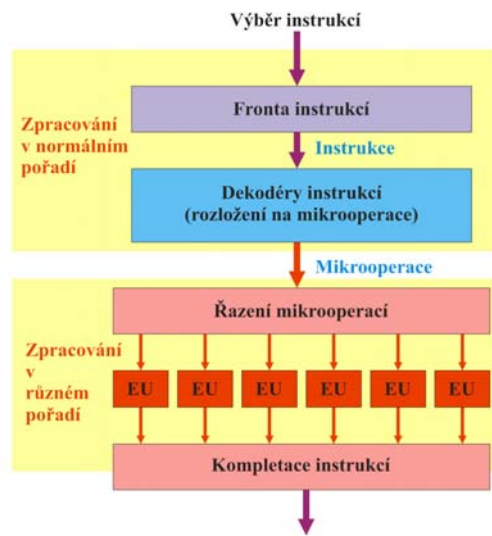 Výběr instrukcí
Zpracování
v normálním
pořadí
Fronta instrukcí
Instrukce
Dekodéry instrukcí
(rozložení na mikrooperace)
Mikrooperace
Zpracování
v
různém
pořadí
Řazení mikrooperací
EU EU EU EU EU EU
Kompletace instrukcí